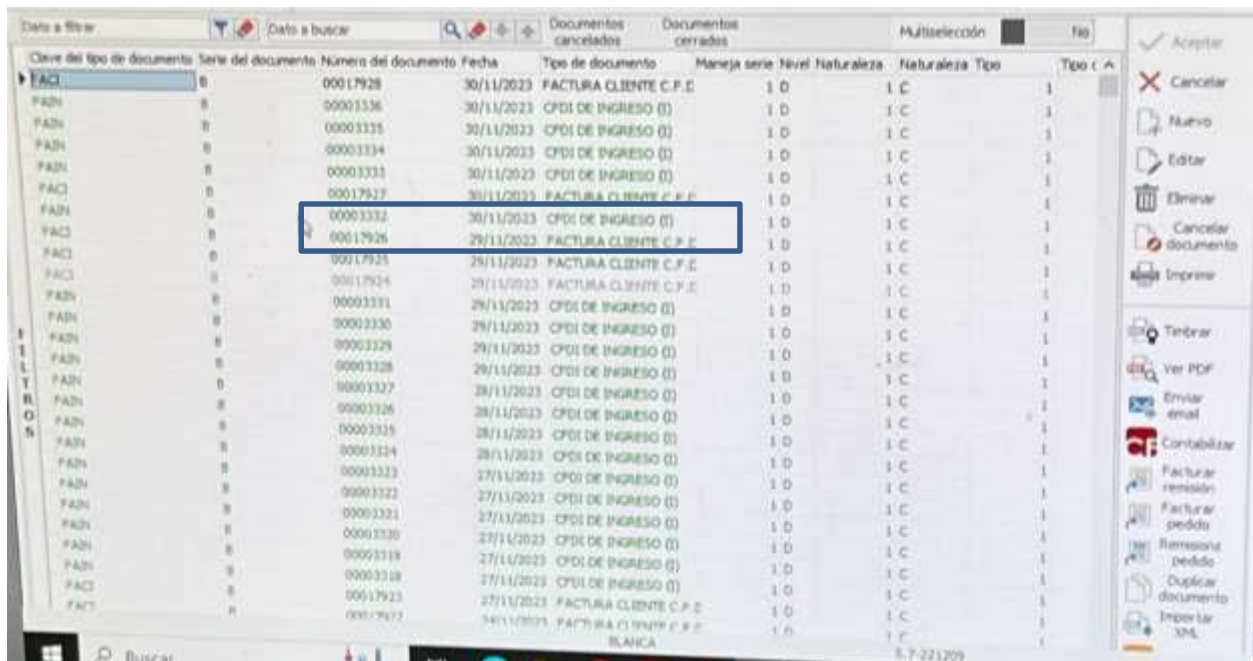 Dato a filtrar Dato a buscar Documentos cancelados Documentos cerrados Multiselección No
Clave del tipo de documento Serie del documento Número del documento Fecha Tipo de documento Maneja serie Nivel Naturaleza Naturaleza Tipo Tipo c
FACI B 00017928 30/11/2023 FACTURA CLIENTE C.F.D 1 D 1 C 1
FAIN B 00003336 30/11/2023 CFDI DE INGRESO (I) 1 D 1 C 1
FAIN B 00003335 30/11/2023 CFDI DE INGRESO (I) 1 D 1 C 1
FAIN B 00003334 30/11/2023 CFDI DE INGRESO (I) 1 D 1 C 1
FAIN B 00003333 30/11/2023 CFDI DE INGRESO (I) 1 D 1 C 1
FACI B 00017927 30/11/2023 FACTURA CLIENTE C.F.D 1 D 1 C 1
FAIN B 00003332 30/11/2023 CFDI DE INGRESO (I) 1 D 1 C 1
FACI B 00017926 29/11/2023 FACTURA CLIENTE C.F.D 1 D 1 C 1
FACI B 00017925 29/11/2023 FACTURA CLIENTE C.F.D 1 D 1 C 1
FACI B 00017924 29/11/2023 FACTURA CLIENTE C.F.D 1 D 1 C 1
FAIN B 00003331 29/11/2023 CFDI DE INGRESO (I) 1 D 1 C 1
FAIN B 00003330 29/11/2023 CFDI DE INGRESO (I) 1 D 1 C 1
FAIN B 00003329 29/11/2023 CFDI DE INGRESO (I) 1 D 1 C 1
FAIN B 00003328 29/11/2023 CFDI DE INGRESO (I) 1 D 1 C 1
FAIN B 00003327 28/11/2023 CFDI DE INGRESO (I) 1 D 1 C 1
FAIN B 00003326 28/11/2023 CFDI DE INGRESO (I) 1 D 1 C 1
FAIN B 00003325 28/11/2023 CFDI DE INGRESO (I) 1 D 1 C 1
FAIN B 00003324 28/11/2023 CFDI DE INGRESO (I) 1 D 1 C 1
FAIN B 00003323 27/11/2023 CFDI DE INGRESO (I) 1 D 1 C 1
FAIN B 00003322 27/11/2023 CFDI DE INGRESO (I) 1 D 1 C 1
FAIN B 00003321 27/11/2023 CFDI DE INGRESO (I) 1 D 1 C 1
FAIN B 00003320 27/11/2023 CFDI DE INGRESO (I) 1 D 1 C 1
FAIN B 00003319 27/11/2023 CFDI DE INGRESO (I) 1 D 1 C 1
FAIN B 00003318 27/11/2023 CFDI DE INGRESO (I) 1 D 1 C 1
FACI B 00017923 27/11/2023 FACTURA CLIENTE C.F.D 1 D 1 C 1
FACI B 00017922 24/11/2023 FACTURA CLIENTE C.F.D 1 D 1 C 1
FILTROS
BLANCA 5.7-221209
Buscar
Aceptar
Cancelar
Nuevo
Editar
Eliminar
Cancelar
documento
Imprimir
Timbrar
Ver PDF
Enviar
email
Contabilizar
Facturar
remisión
Facturar
pedido
Remisiona
pedido
Duplicar
documento
Importar
XML